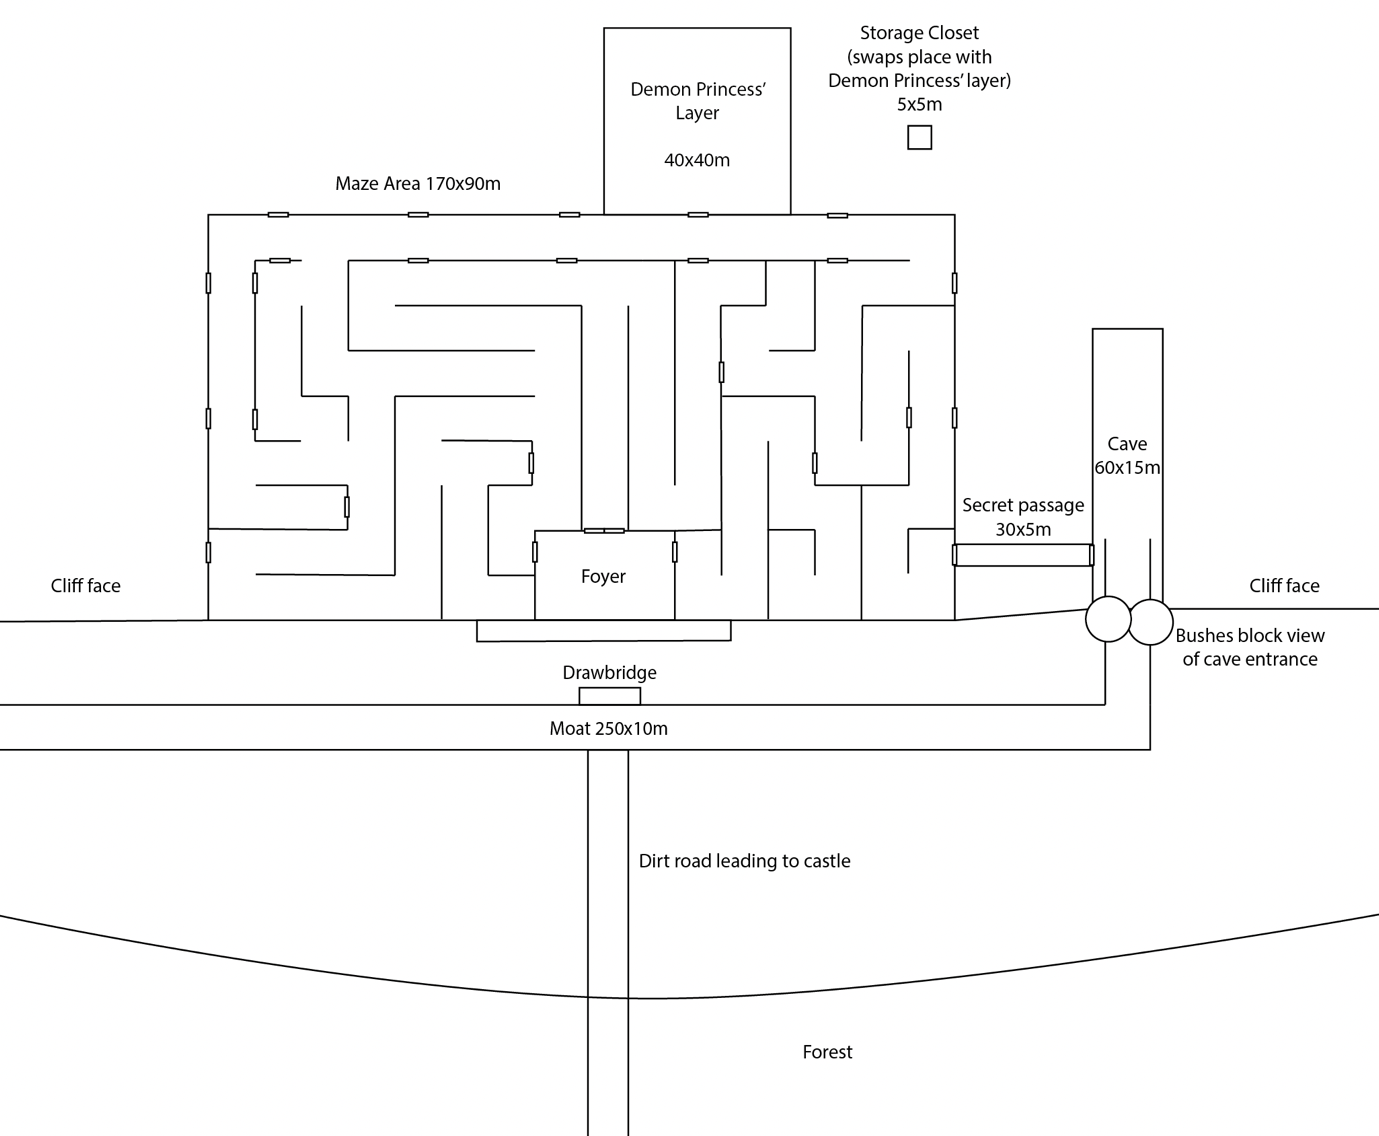 Storage Closet
(swaps place with
Demon Princess’ layer)
5x5m
Demon Princess’
Layer
40x40m
Maze Area 170x90m
Cave
60x15m
Secret passage
30x5m
Foyer
Cliff face
Cliff face
Bushes block view
of cave entrance
Drawbridge
Moat 250x10m
Dirt road leading to castle
Forest